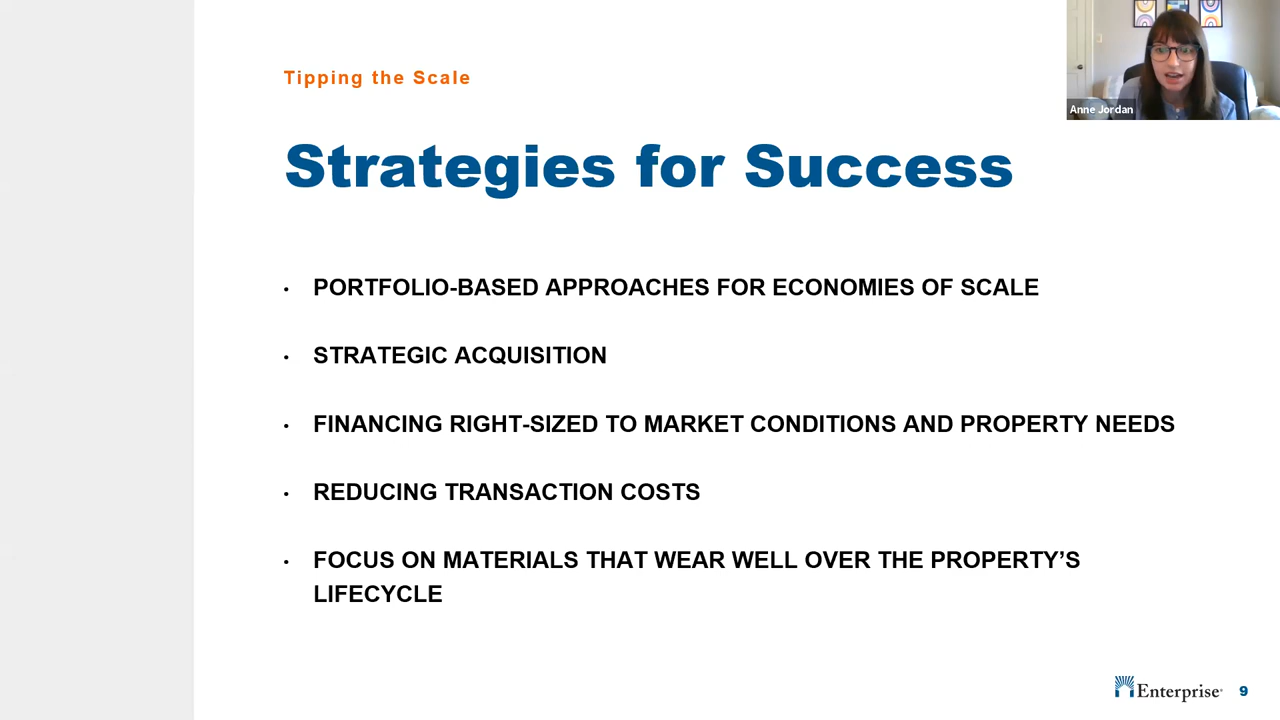 Tipping the Scale
Anne Jordan
Strategies for Success
• PORTFOLIO-BASED APPROACHES FOR ECONOMIES OF SCALE
• STRATEGIC ACQUISITION
• FINANCING RIGHT-SIZED TO MARKET CONDITIONS AND PROPERTY NEEDS
• REDUCING TRANSACTION COSTS
• FOCUS ON MATERIALS THAT WEAR WELL OVER THE PROPERTY’S
LIFECYCLE
Enterprise® 9